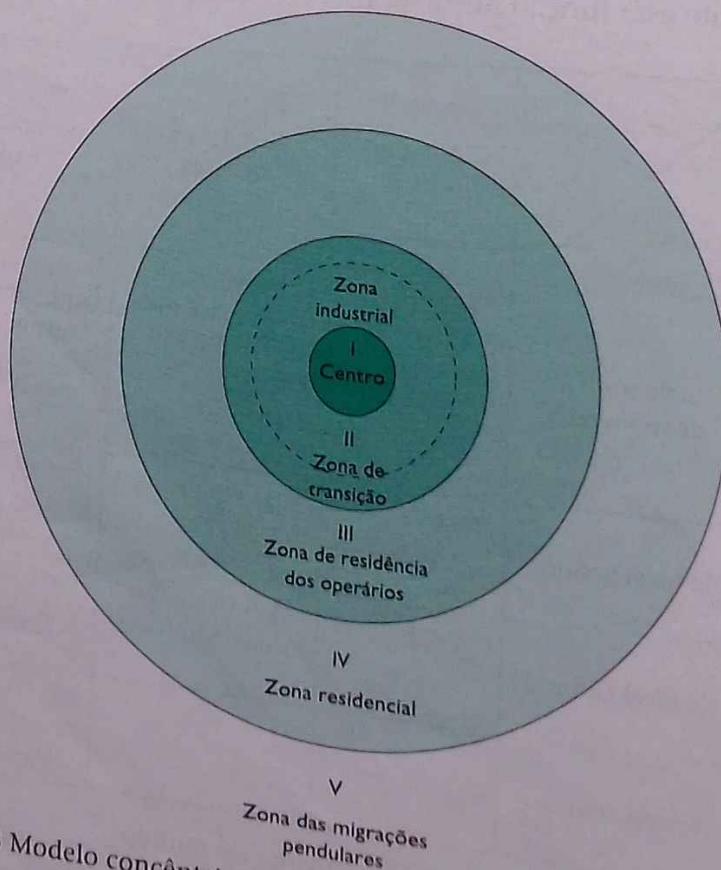 Zona
industrial
I
Centro
II
Zona de
transição
III
Zona de residência
dos operários
IV
Zona residencial
V
Zona das migrações
pendulares
Modelo